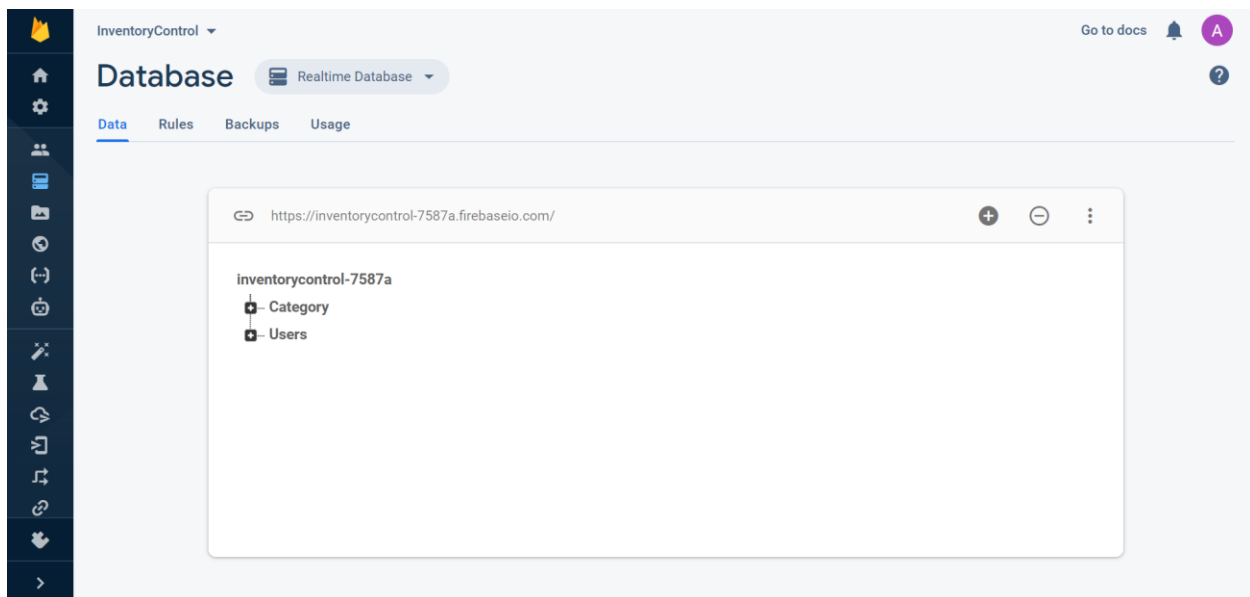 InventoryControl
Go to docs
A
Database
Realtime Database
Data Rules Backups Usage
https://inventorycontrol-7587a.firebaseio.com/
inventorycontrol-7587a
Category
Users